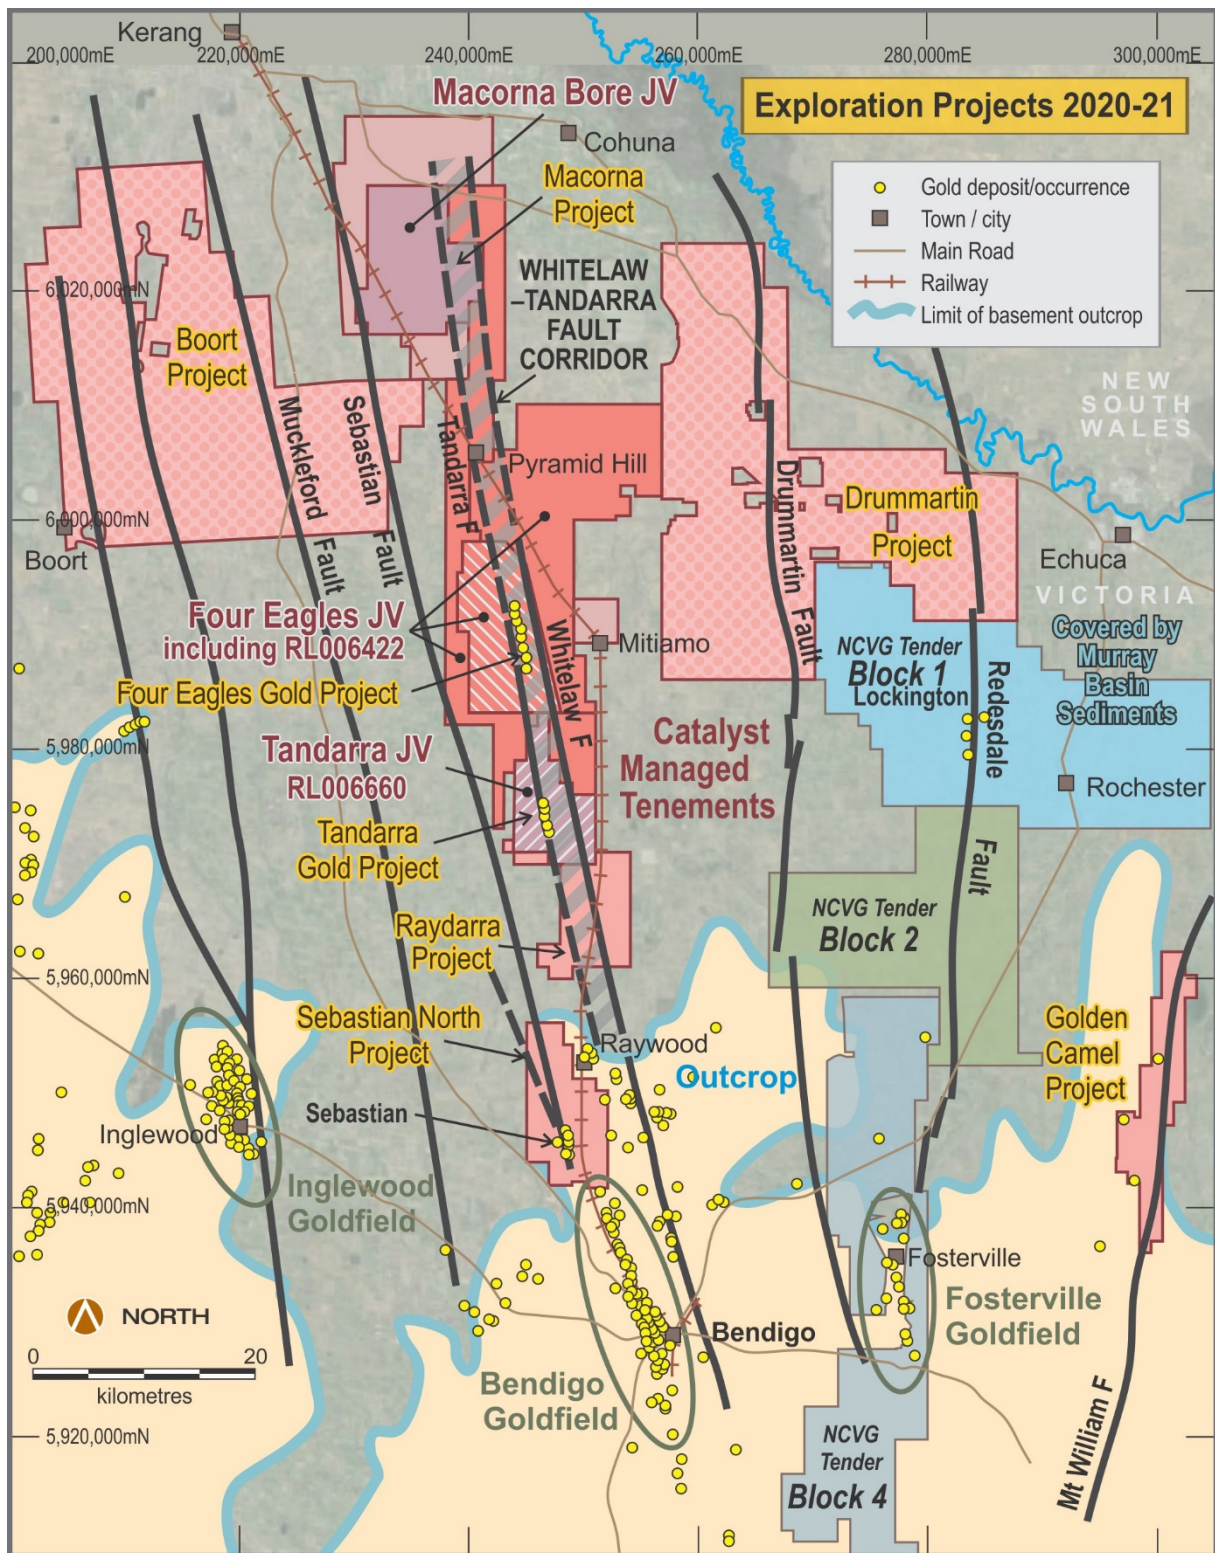 Kerang
200,000mE
220,000mE
240,000mE
260,000mE
280,000mE
300,000mE
Macorna Bore JV
Exploration Projects 2020-21
Cohuna
Macorna
Project
Gold deposit/occurrence
Town / city
Main Road
Railway
Limit of basement outcrop
WHITELAW
–TANDARRA
FAULT
CORRIDOR
6,020,000mN
Boort
Project
NEW
SOUTH
WALES
Muckleford
Fault
Sebastian
Fault
Tandarra F
Pyramid Hill
Drummartin
Fault
Drummartin
Project
6,000,000mN
Boort
Echuca
VICTORIA
Four Eagles JV
including RL006422
Whitelaw F
Mitiamo
NCVG Tender
Block 1
Lockington
Redesdale
Fault
Covered by
Murray
Basin
Sediments
Four Eagles Gold Project
5,980,000mN
Tandarra JV
RL006660
Catalyst
Managed
Tenements
Rochester
Tandarra
Gold Project
NCVG Tender
Block 2
Raydarra
Project
5,960,000mN
Sebastian North
Project
Raywood
Outcrop
Golden
Camel
Project
Sebastian
Inglewood
Inglewood
Goldfield
5,940,000mN
Fosterville
NORTH
Fosterville
Goldfield
Bendigo
0
20
kilometres
Bendigo
Goldfield
5,920,000mN
NCVG
Tender
Block 4
Mt William F